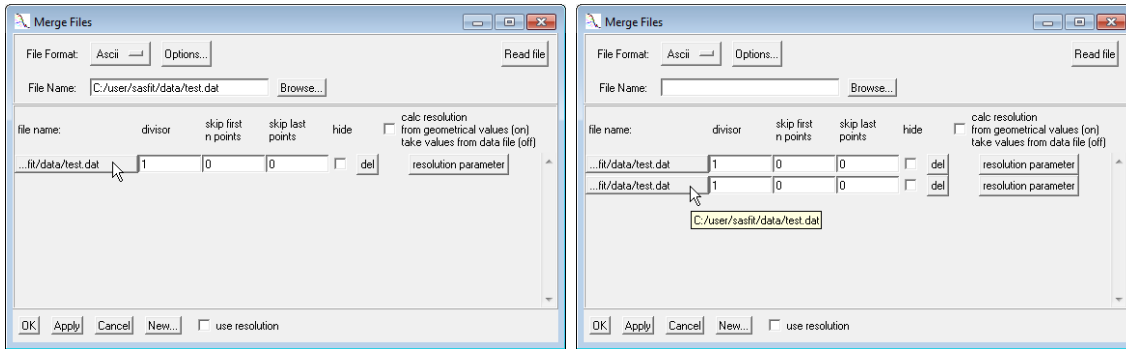 Merge Files
File Format: Ascii Options... Read file
File Name: C:/user/sasfit/data/test.dat Browse...
file name: divisor skip first n points skip last points hide calc resolution from geometrical values (on) take values from data file (off)
...fit/data/test.dat 1 0 0 del resolution parameter
OK Apply Cancel New... use resolution
Merge Files
File Format: Ascii Options... Read file
File Name: Browse...
file name: divisor skip first n points skip last points hide calc resolution from geometrical values (on) take values from data file (off)
...fit/data/test.dat 1 0 0 del resolution parameter
...fit/data/test.dat 1 0 0 del resolution parameter
C:/user/sasfit/data/test.dat
OK Apply Cancel New... use resolution